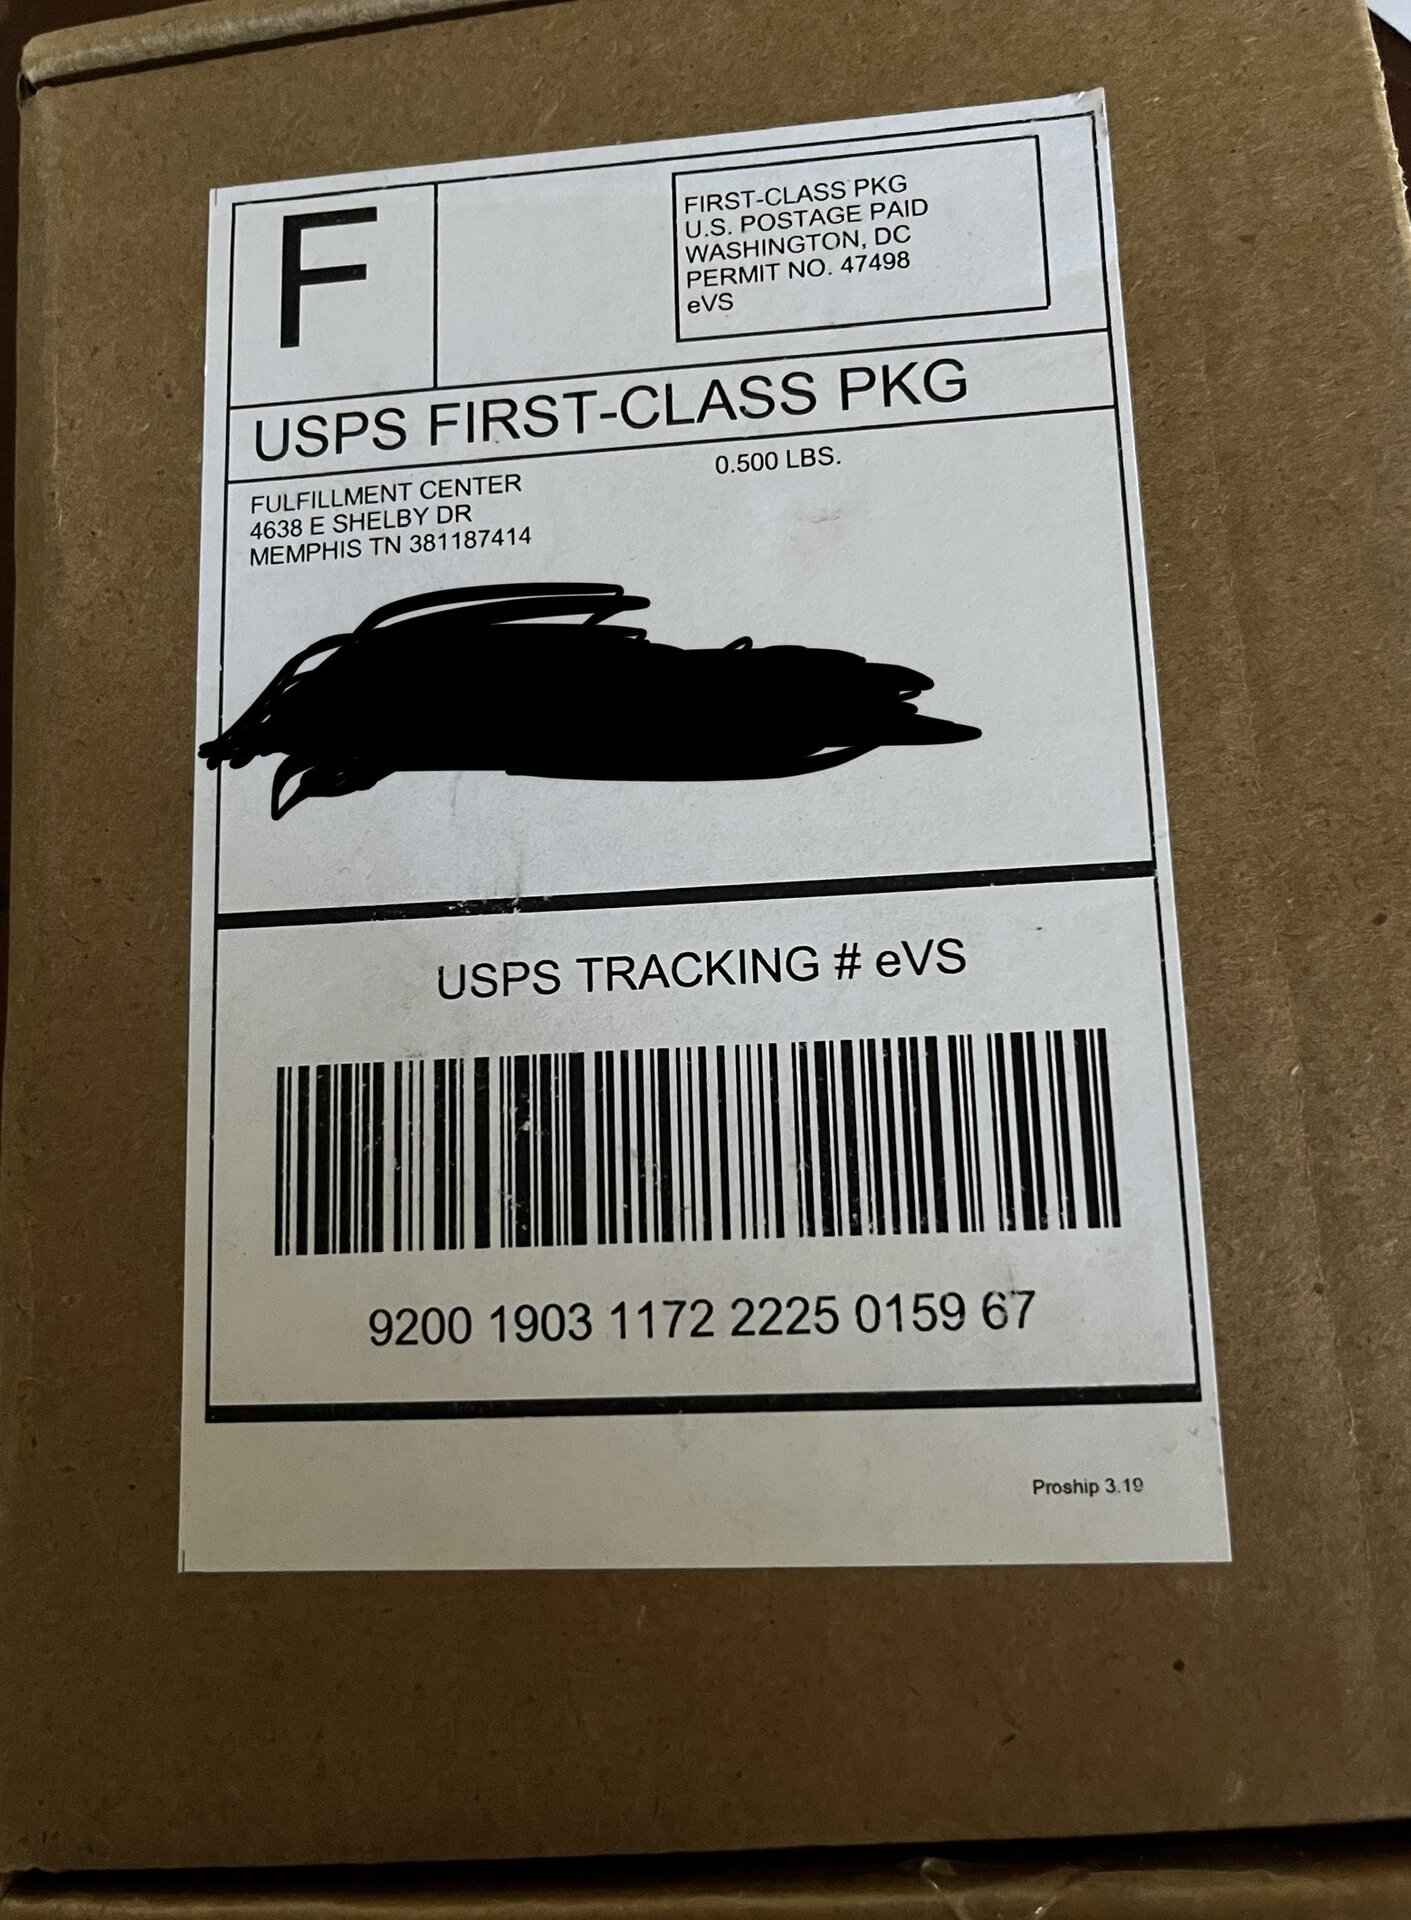 F
FIRST-CLASS PKG
U.S. POSTAGE PAID
WASHINGTON, DC
PERMIT NO. 47498
eVS
USPS FIRST-CLASS PKG
FULFILLMENT CENTER
4638 E SHELBY DR
MEMPHIS TN 381187414
0.500 LBS.
USPS TRACKING # eVS
9200 1903 1172 2225 0159 67
Proship 3.19